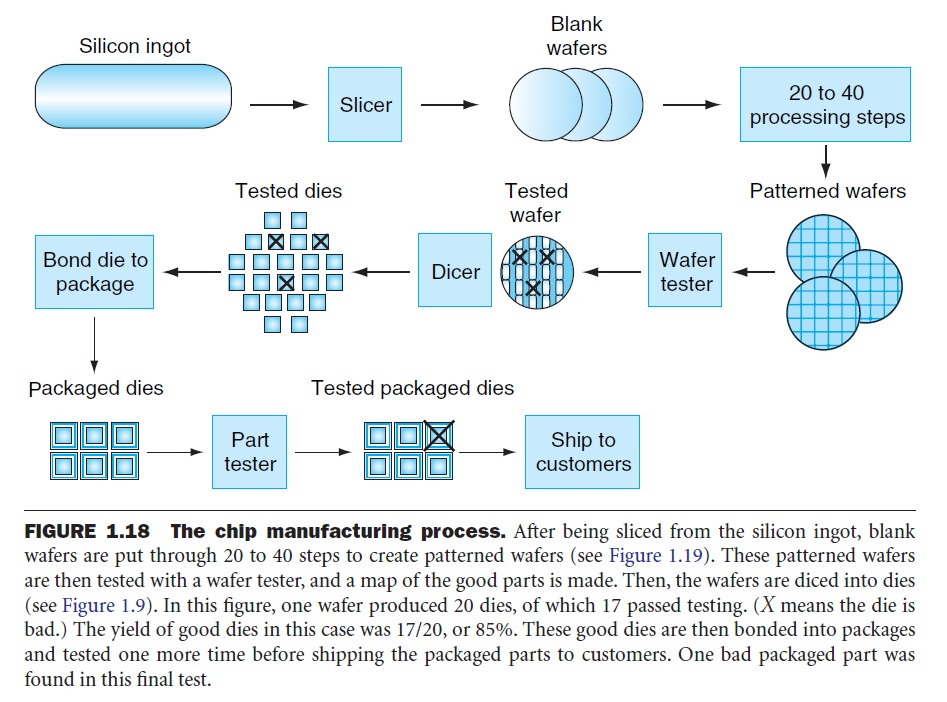 Silicon ingot
Slicer
Blank
wafers
20 to 40
processing steps
Patterned wafers
Wafer
tester
Tested
wafer
Dicer
Tested dies
Bond die to
package
Packaged dies
Part
tester
Tested packaged dies
Ship to
customers
FIGURE 1.18 The chip manufacturing process. After being sliced from the silicon ingot, blank
wafers are put through 20 to 40 steps to create patterned wafers (see Figure 1.19). These patterned wafers
are then tested with a wafer tester, and a map of the good parts is made. Then, the wafers are diced into dies
(see Figure 1.9). In this figure, one wafer produced 20 dies, of which 17 passed testing. (X means the die is
bad.) The yield of good dies in this case was 17/20, or 85%. These good dies are then bonded into packages
and tested one more time before shipping the packaged parts to customers. One bad packaged part was
found in this final test.